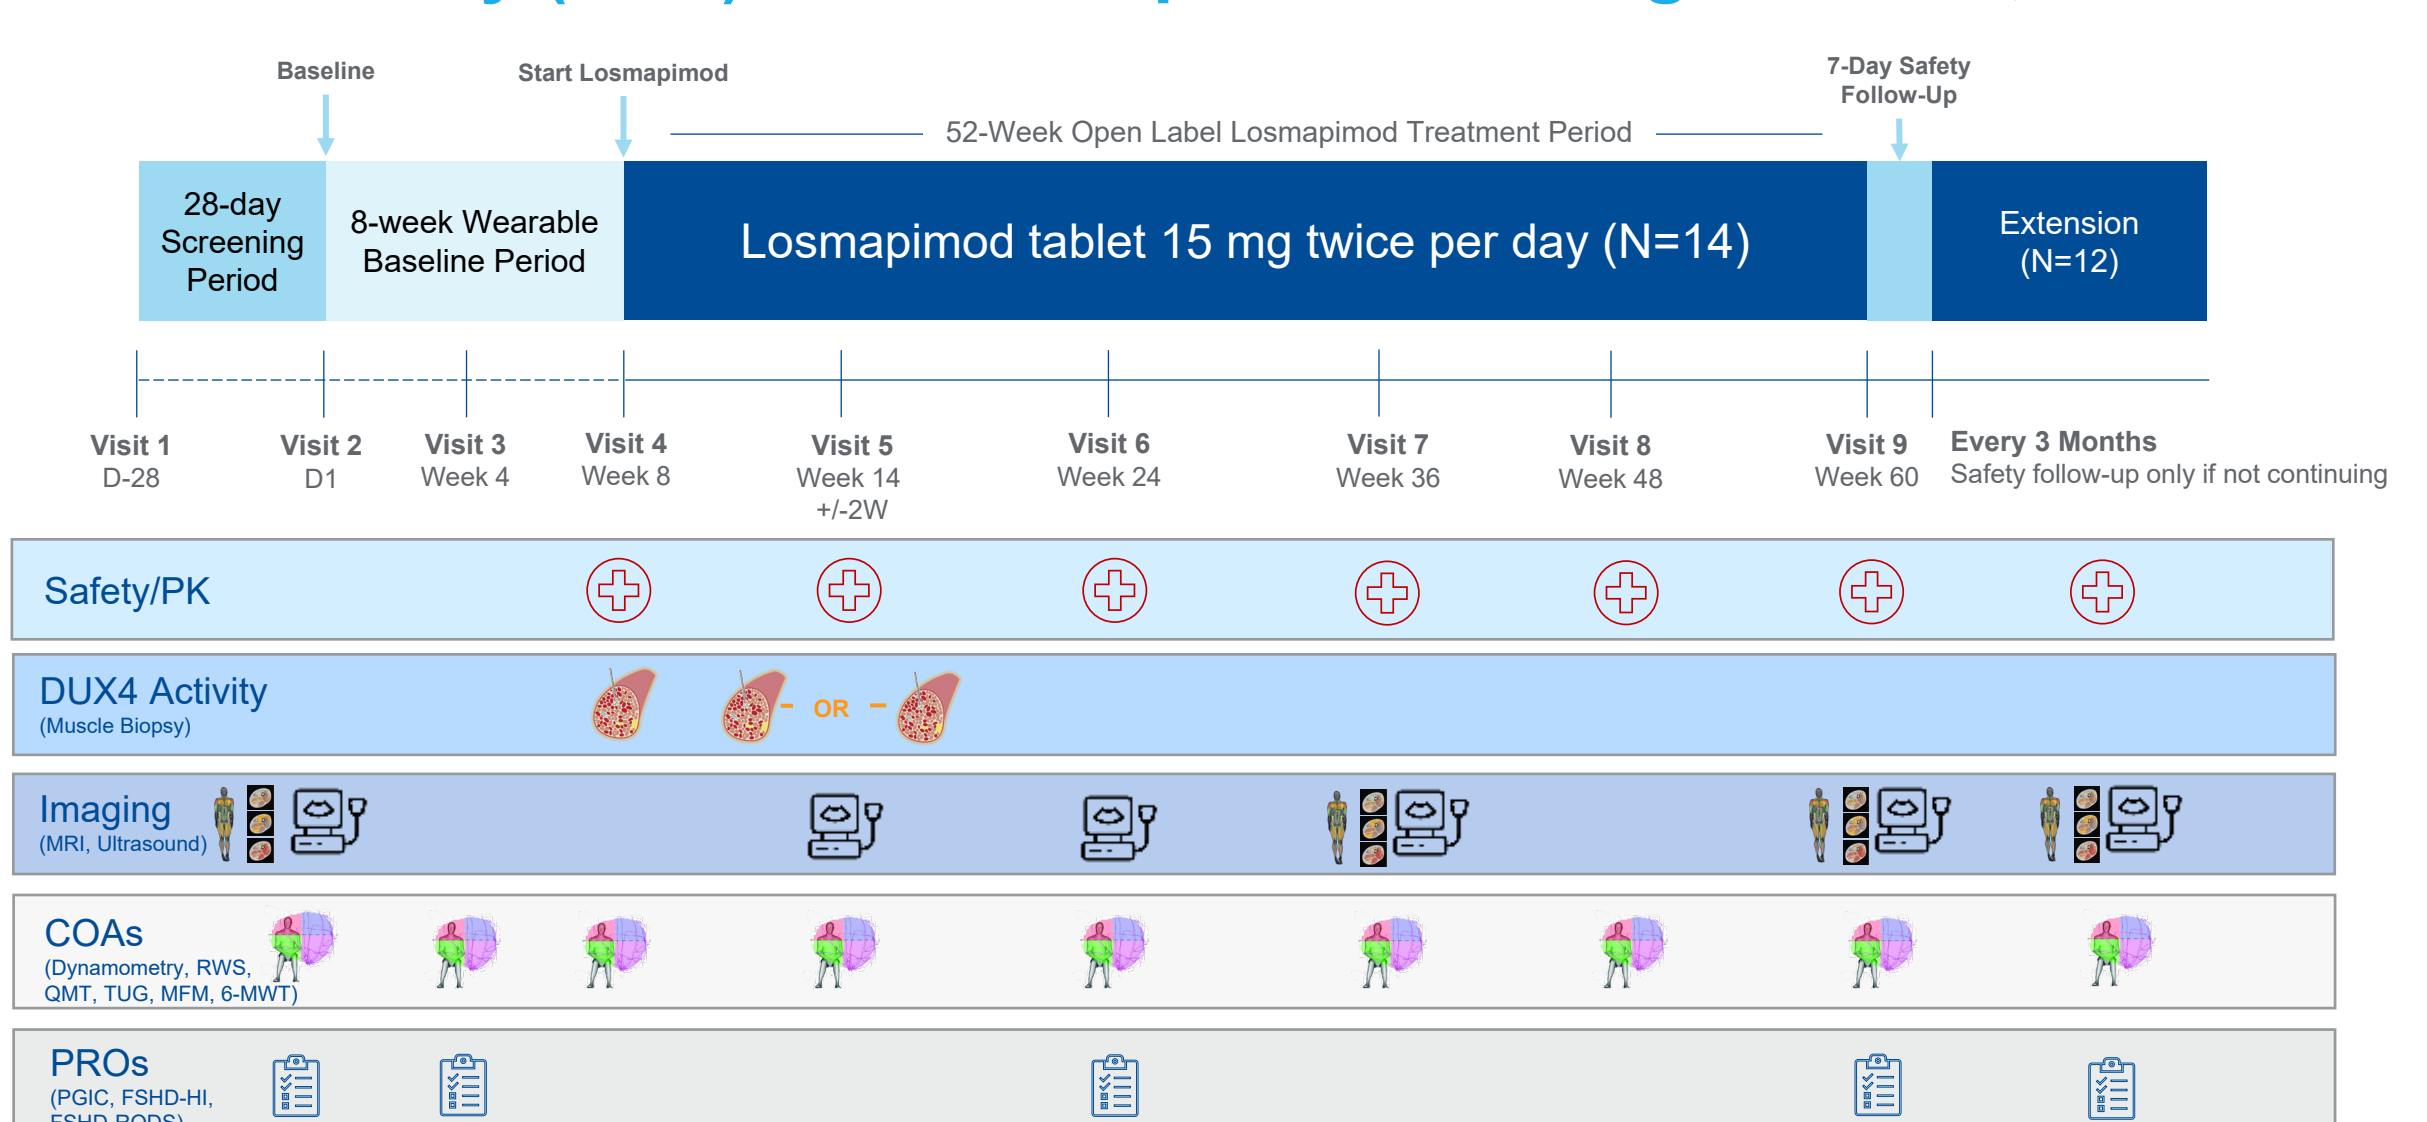 Baseline
Start Losmapimod
7-Day Safety
Follow-Up
52-Week Open Label Losmapimod Treatment Period
28-day
Screening
Period
8-week Wearable
Baseline Period
Losmapimod tablet 15 mg twice per day (N=14)
Extension
(N=12)
Visit 1
D-28
Visit 2
D1
Visit 3
Week 4
Visit 4
Week 8
Visit 5
Week 14
+/-2W
Visit 6
Week 24
Visit 7
Week 36
Visit 8
Week 48
Visit 9
Week 60
Every 3 Months
Safety follow-up only if not continuing
Safety/PK
DUX4 Activity
(Muscle Biopsy)
OR
Imaging
(MRI, Ultrasound)
COAs
(Dynamometry, RWS,
QMT, TUG, MFM, 6-MWT)
PROs
(PGIC, FSHD-HI,
FSHD-RODS)